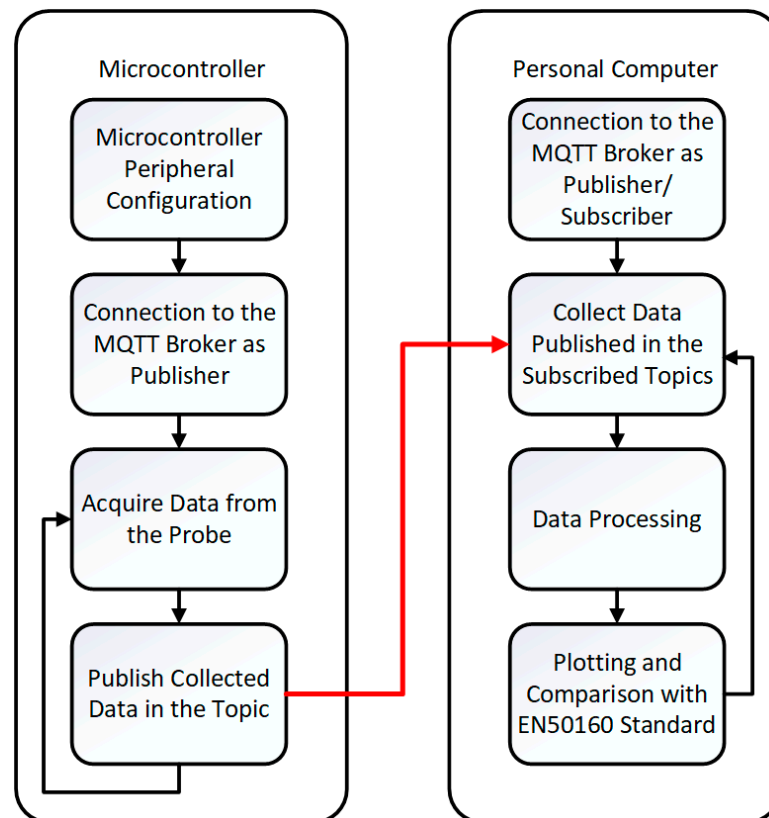 Microcontroller
Microcontroller
Peripheral
Configuration
Connection to the
MQTT Broker as
Publisher
Acquire Data from
the Probe
Publish Collected
Data in the Topic
Personal Computer
Connection to the
MQTT Broker as
Publisher/
Subscriber
Collect Data
Published in the
Subscribed Topics
Data Processing
Plotting and
Comparison with
EN50160 Standard